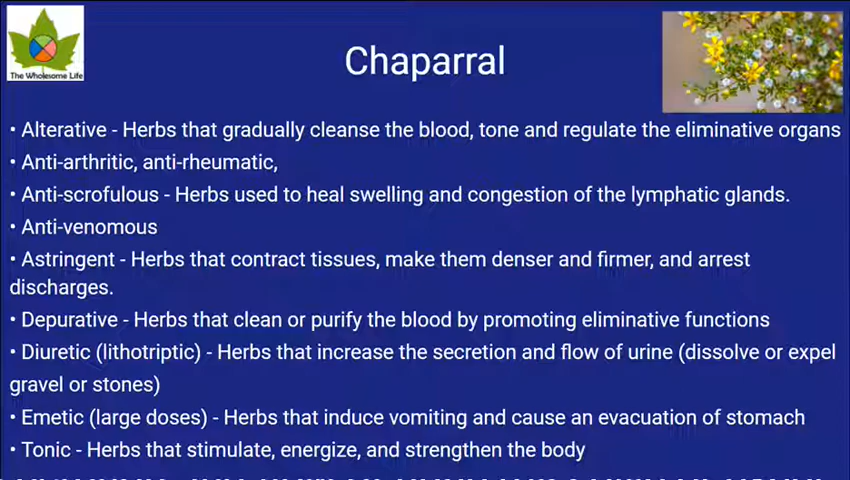 The Wholesome Life
Chaparral
• Alterative - Herbs that gradually cleanse the blood, tone and regulate the eliminative organs
• Anti-arthritic, anti-rheumatic,
• Anti-scrofulous - Herbs used to heal swelling and congestion of the lymphatic glands.
• Anti-venomous
• Astringent - Herbs that contract tissues, make them denser and firmer, and arrest
discharges.
• Depurative - Herbs that clean or purify the blood by promoting eliminative functions
• Diuretic (lithotriptic) - Herbs that increase the secretion and flow of urine (dissolve or expel
gravel or stones)
• Emetic (large doses) - Herbs that induce vomiting and cause an evacuation of stomach
• Tonic - Herbs that stimulate, energize, and strengthen the body